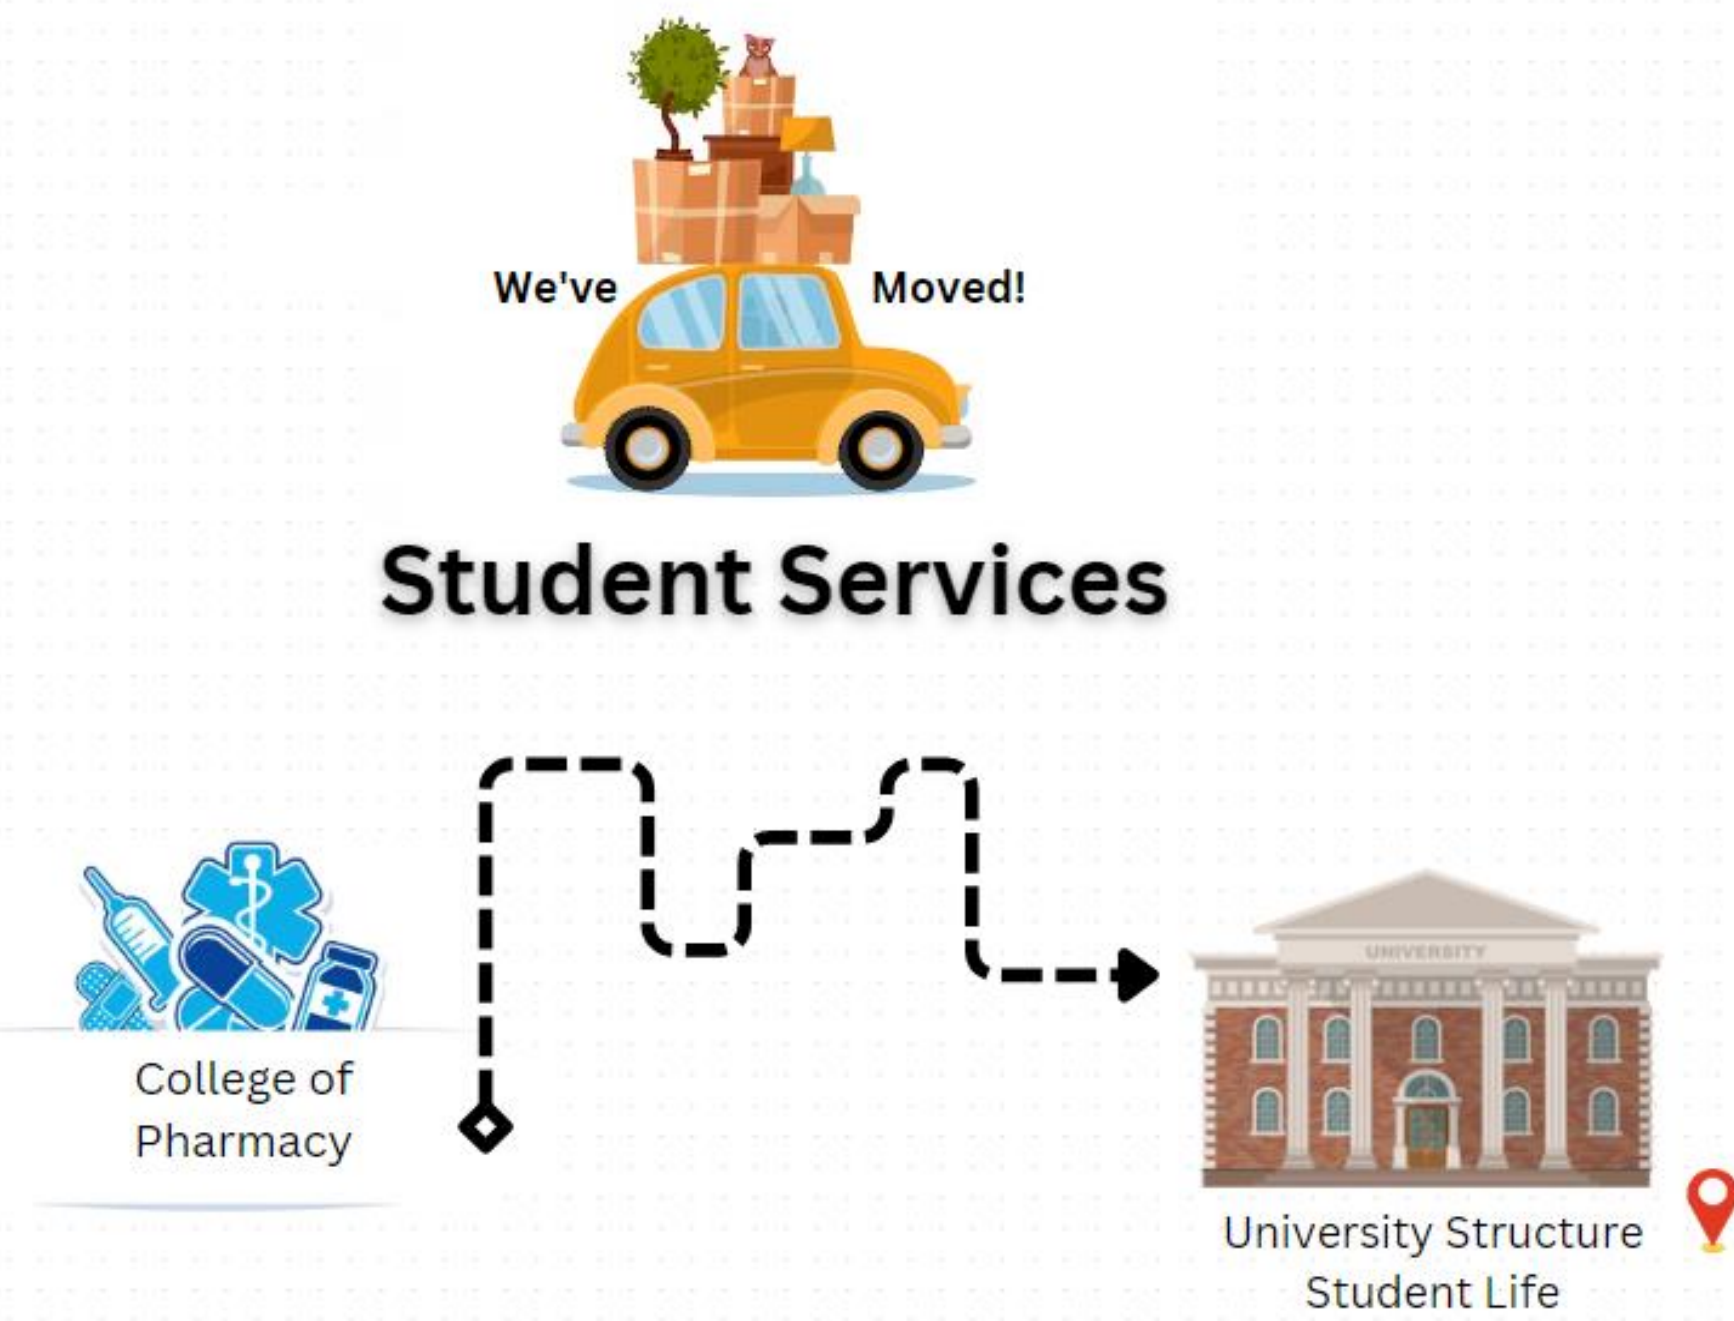 We've Moved!
Student Services
College of
Pharmacy
UNIVERSITY
University Structure
Student Life